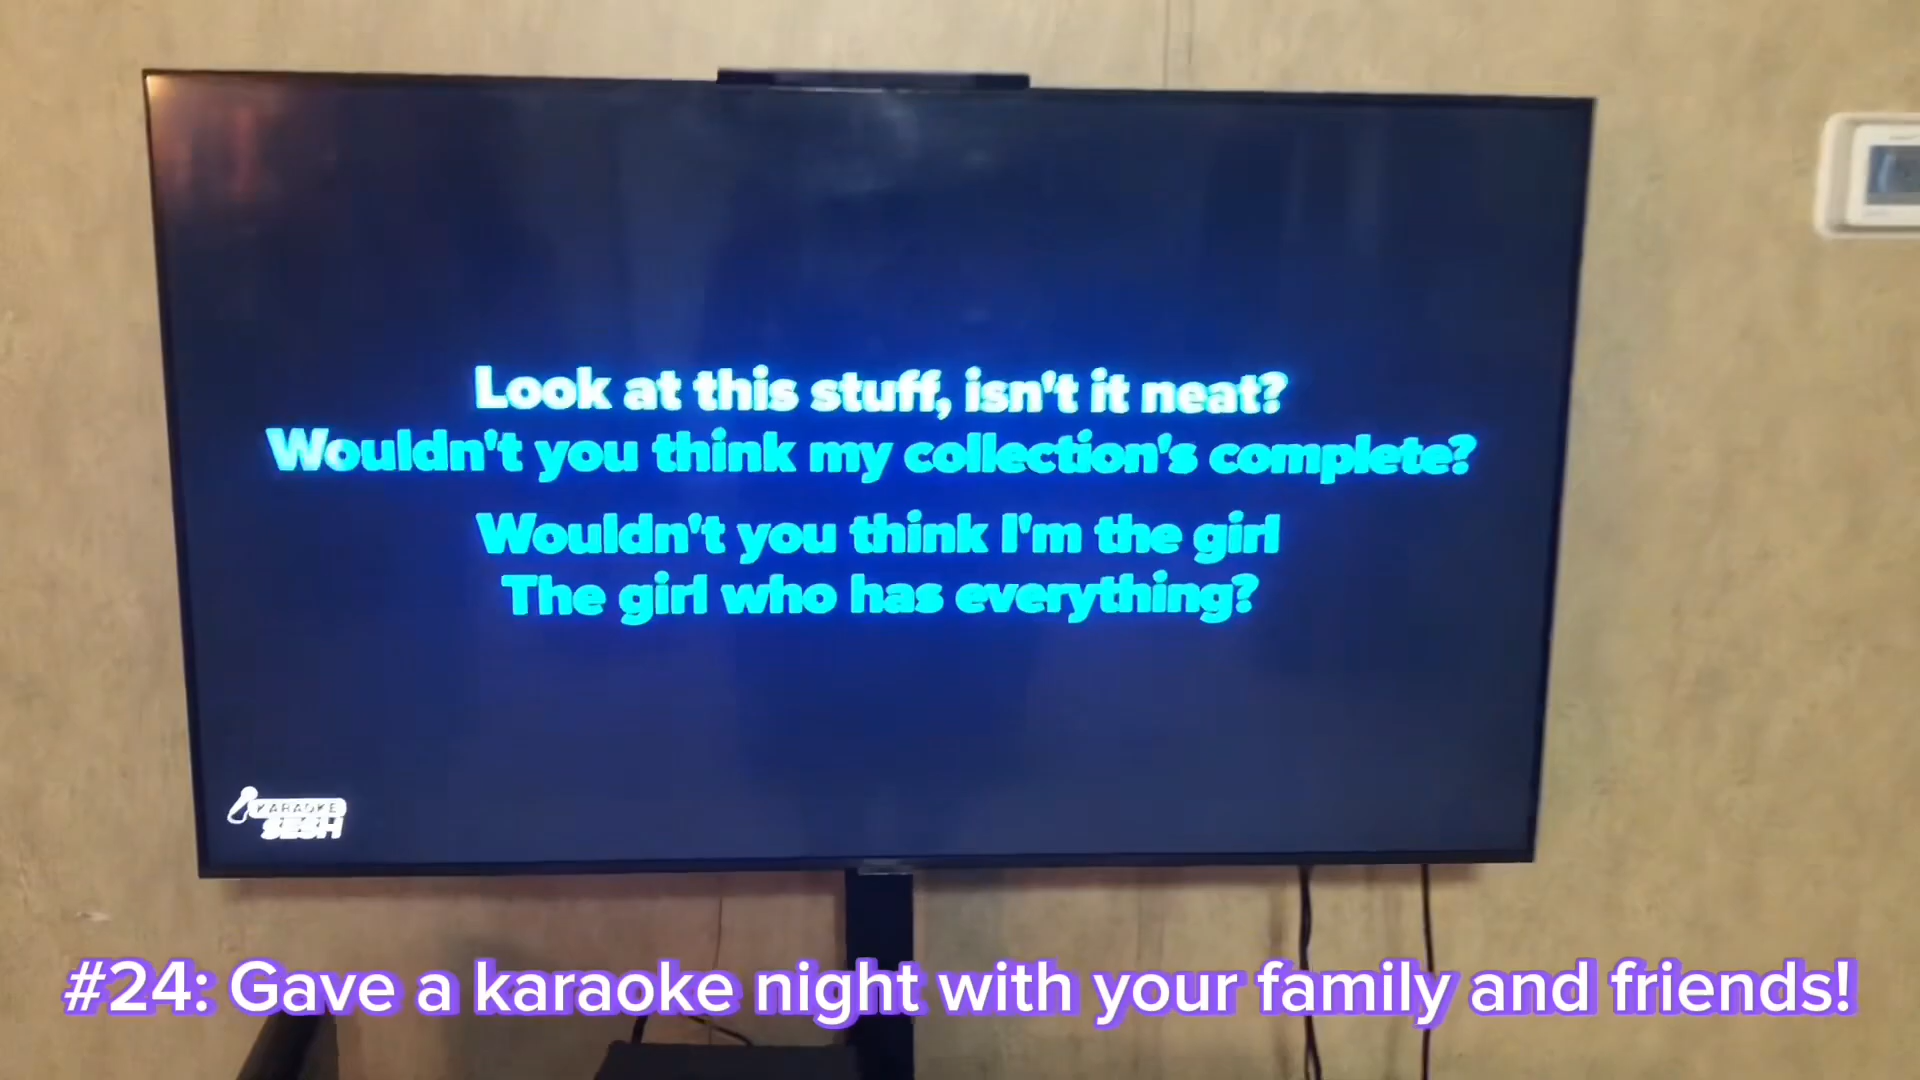 Look at this stuff, isn't it neat?
Wouldn't you think my collection's complete?
Wouldn't you think I'm the girl
The girl who has everything?
KARAOKE
SESH
#24: Gave a karaoke night with your family and friends!